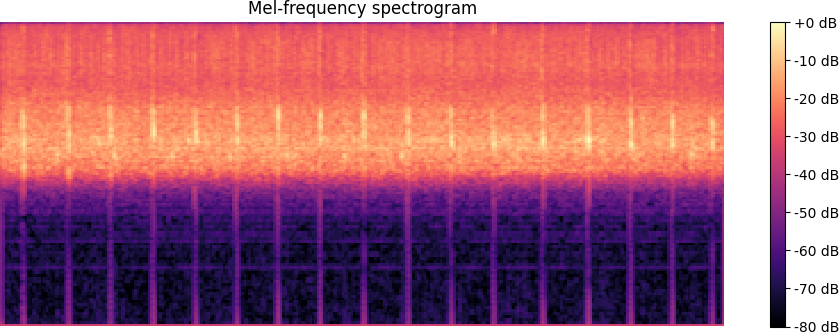 Mel-frequency spectrogram
+0 dB
-10 dB
-20 dB
-30 dB
-40 dB
-50 dB
-60 dB
-70 dB
-80 dB